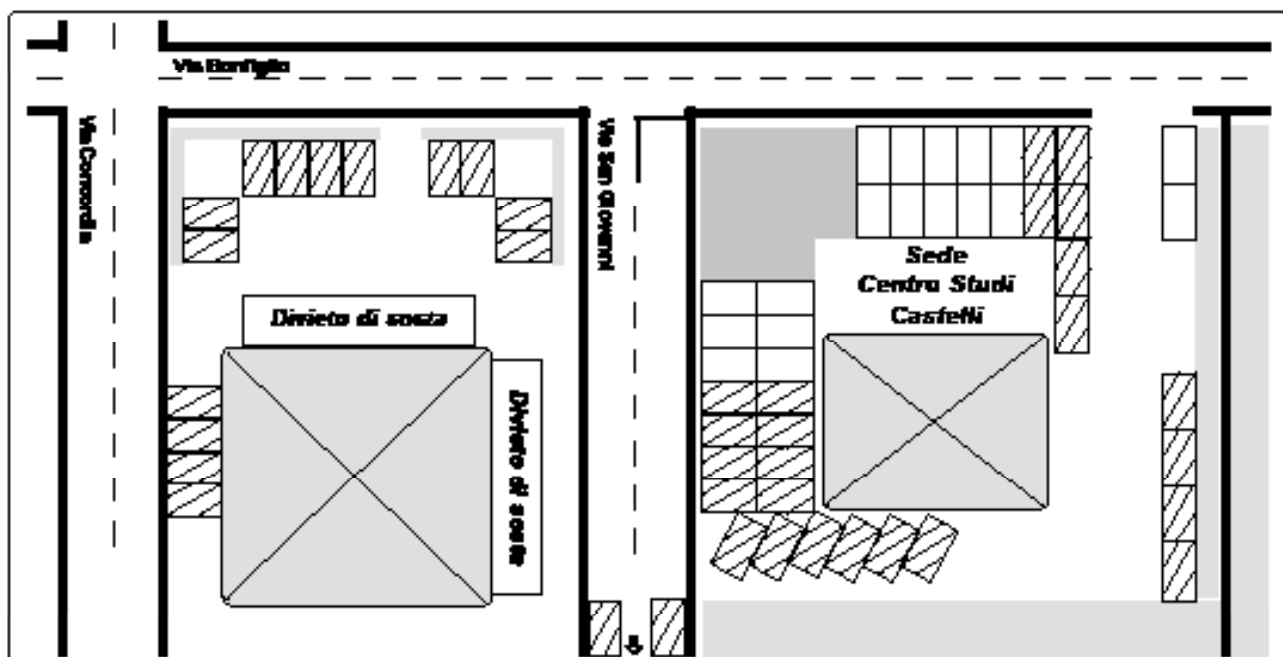 Via Bonfiglio
Via Concordia
Via San Giovanni
Sede
Centro Studi
Castelli
Divieto di sosta
Divieto di sosta